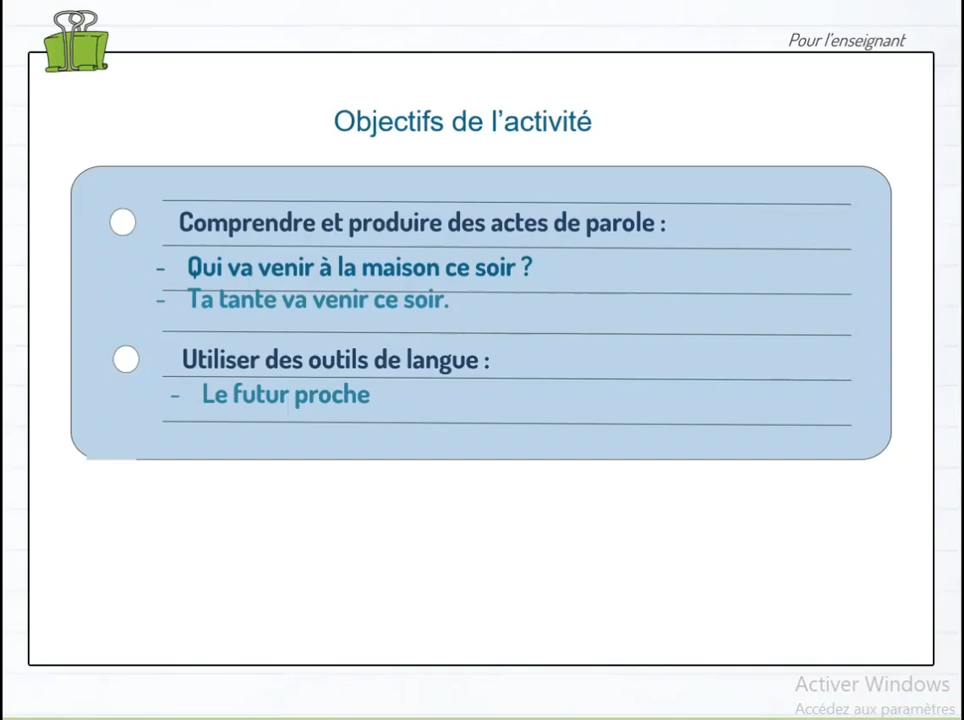 Pour l'enseignant
Objectifs de l'activité
Comprendre et produire des actes de parole :
- Qui va venir à la maison ce soir ?
- Ta tante va venir ce soir.
Utiliser des outils de langue :
- Le futur proche
Activer Windows
Accédez aux paramètres